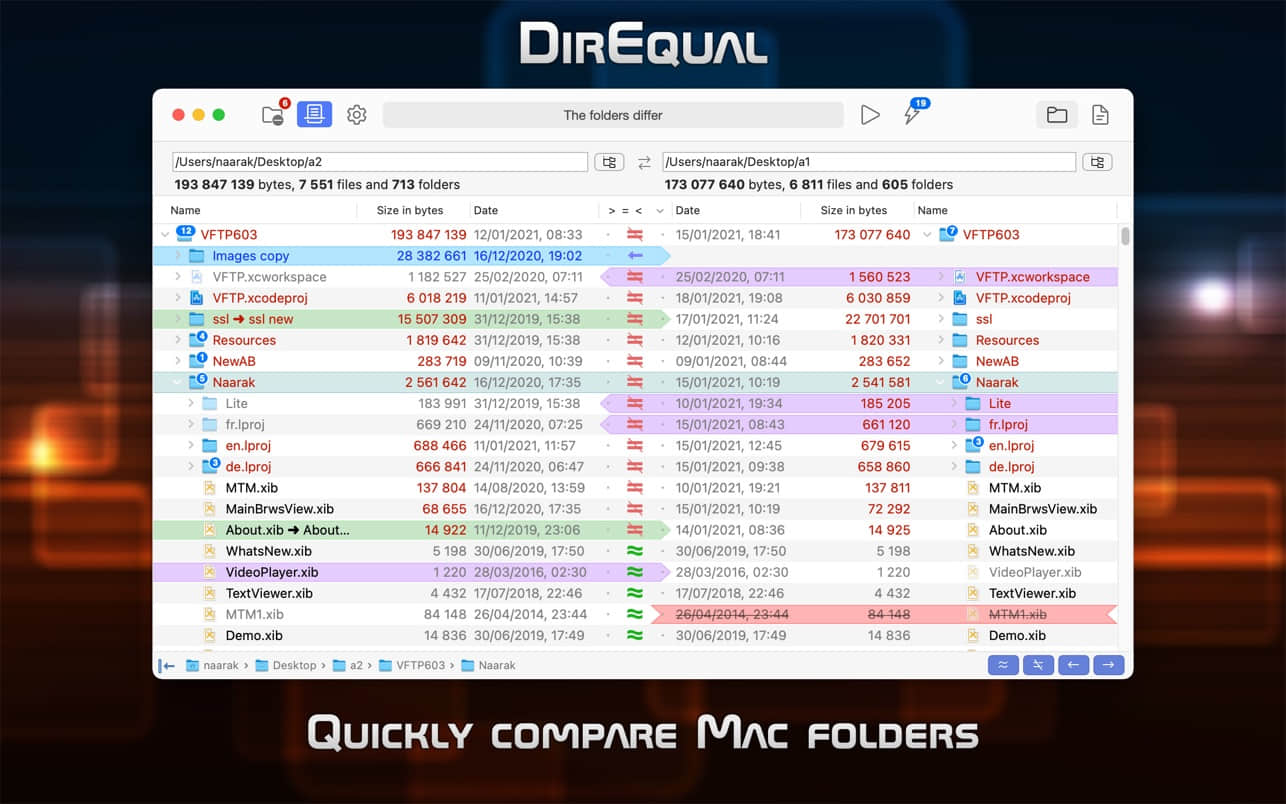 DirEqual
6
The folders differ
19
/Users/naarak/Desktop/a2 /Users/naarak/Desktop/a1
193 847 139 bytes, 7 551 files and 713 folders 173 077 640 bytes, 6 811 files and 605 folders
Name Size in bytes Date > = < Date Size in bytes Name
12 VFTP603 193 847 139 12/01/2021, 08:33 15/01/2021, 18:41 173 077 640 7 VFTP603
Images copy 28 382 661 16/12/2020, 19:02
VFTP.xcworkspace 1 182 527 25/02/2020, 07:11 25/02/2020, 07:11 1 560 523 VFTP.xcworkspace
VFTP.xcodeproj 6 018 219 11/01/2021, 14:57 18/01/2021, 19:08 6 030 859 VFTP.xcodeproj
ssl ➜ ssl new 15 507 309 31/12/2019, 15:38 17/01/2021, 11:24 22 701 701 ssl
4 Resources 1 819 642 31/12/2019, 15:38 12/01/2021, 10:16 1 820 331 Resources
1 NewAB 283 719 09/11/2020, 10:39 09/01/2021, 08:44 283 652 NewAB
5 Naarak 2 561 642 16/12/2020, 17:35 15/01/2021, 10:19 2 541 581 6 Naarak
Lite 183 991 31/12/2019, 15:38 10/01/2021, 19:34 185 205 Lite
fr.lproj 669 210 24/11/2020, 07:25 15/01/2021, 08:43 661 120 fr.lproj
en.lproj 688 466 11/01/2021, 11:57 15/01/2021, 12:45 679 615 3 en.lproj
3 de.lproj 666 841 24/11/2020, 06:47 15/01/2021, 09:38 658 860 de.lproj
MTM.xib 137 804 14/08/2020, 13:59 10/01/2021, 19:21 137 811 MTM.xib
MainBrwsView.xib 68 655 16/12/2020, 17:35 15/01/2021, 10:19 72 292 MainBrwsView.xib
About.xib ➜ About... 14 922 11/12/2019, 23:06 14/01/2021, 08:36 14 925 About.xib
WhatsNew.xib 5 198 30/06/2019, 17:50 ≈ 30/06/2019, 17:50 5 198 WhatsNew.xib
VideoPlayer.xib 1 220 28/03/2016, 02:30 ≈ 28/03/2016, 02:30 1 220 VideoPlayer.xib
TextViewer.xib 4 432 17/07/2018, 22:46 ≈ 17/07/2018, 22:46 4 432 TextViewer.xib
MTM1.xib 84 148 26/04/2014, 23:44 ≈ 26/04/2014, 23:44 84 148 MTM1.xib
Demo.xib 14 836 30/06/2019, 17:49 ≈ 30/06/2019, 17:49 14 836 Demo.xib
naarak › Desktop › a2 › VFTP603 › Naarak
Quickly compare Mac folders